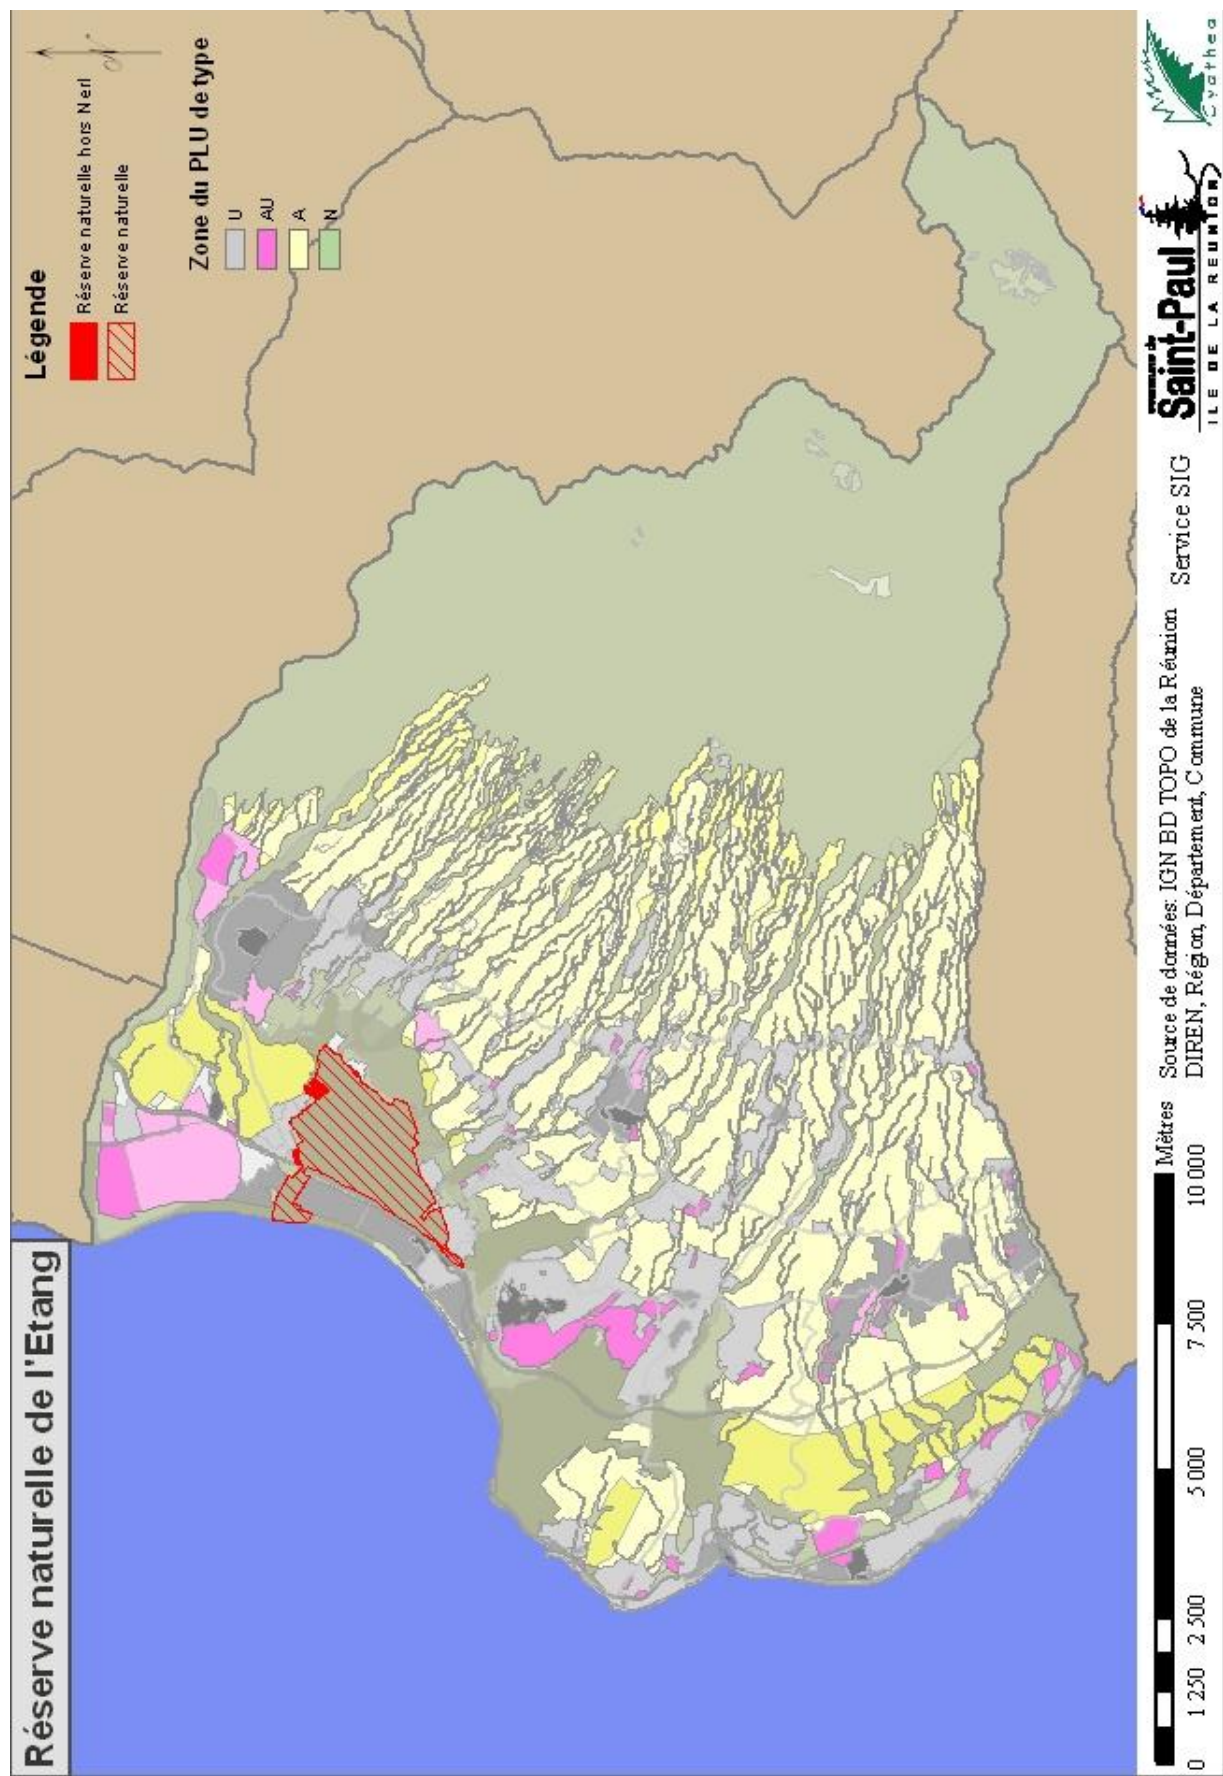 Réserve naturelle de l'Etang
Légende
Réserve naturelle hors Nerl
Réserve naturelle
N
Zone du PLU de type
U
AU
A
N
Mètres
0 1 250 2 500 5 000 7 500 10 000
Source de données: IGN BD TOPO de la Réunion Service SIG
DIREN, Région, Département, Commune
Saint-Paul
ILE DE LA REUNION
Cyathea